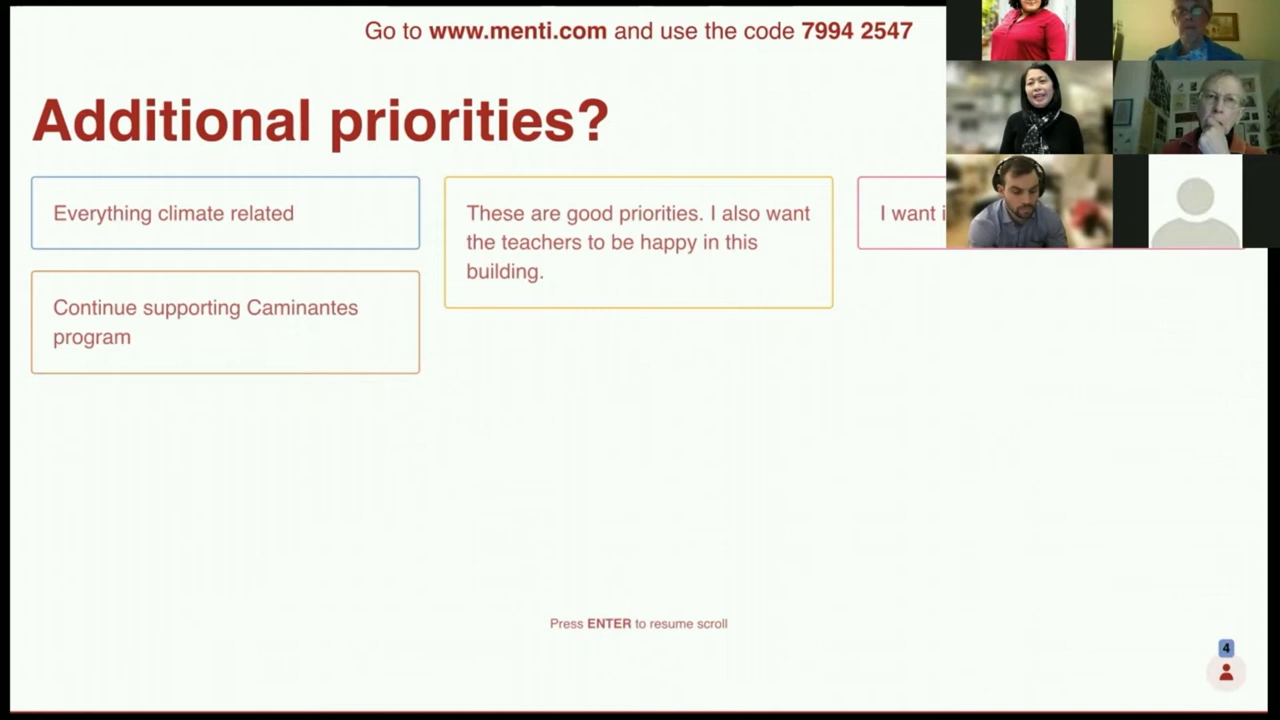 Go to www.menti.com and use the code 7994 2547
Additional priorities?
Everything climate related
These are good priorities. I also want
the teachers to be happy in this
building.
I want
Continue supporting Caminantes
program
Press ENTER to resume scroll
4